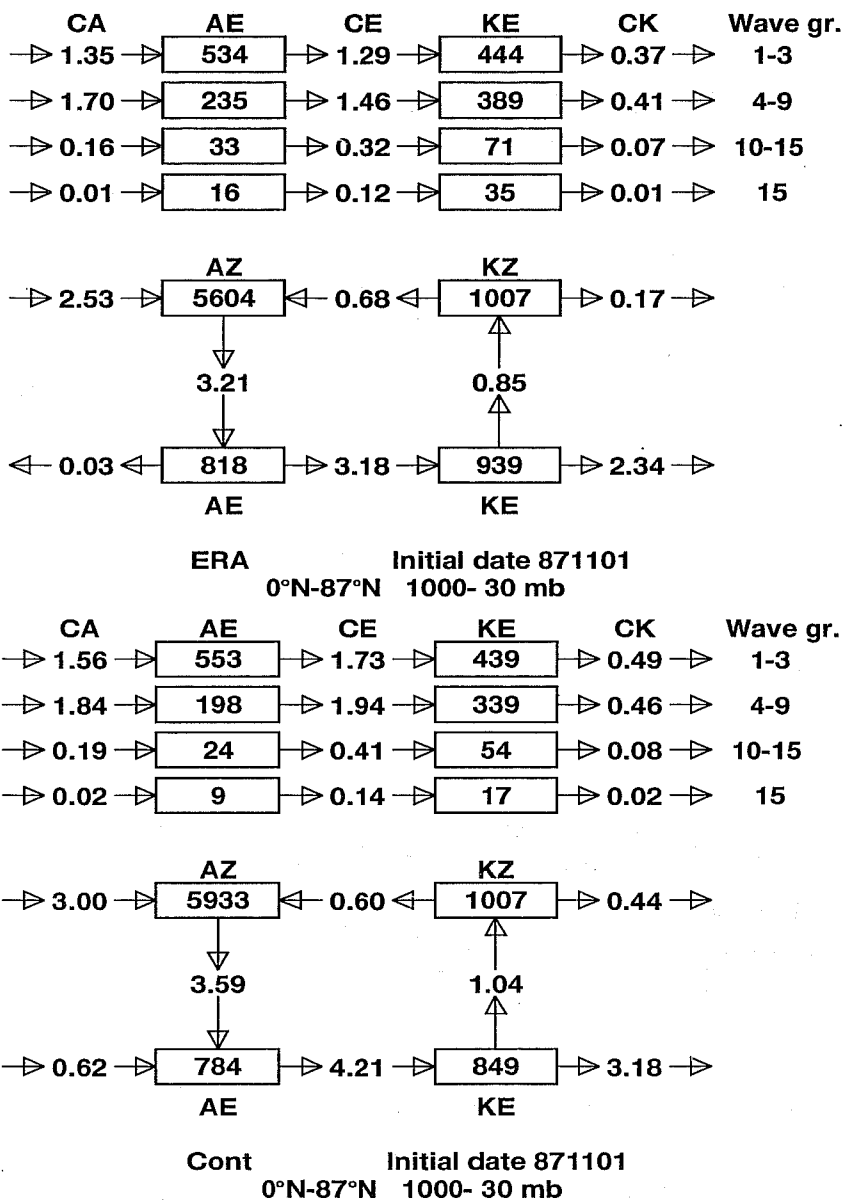 CA AE CE KE CK Wave gr.
1.35 534 1.29 444 0.37 1-3
1.70 235 1.46 389 0.41 4-9
0.16 33 0.32 71 0.07 10-15
0.01 16 0.12 35 0.01 15
AZ KZ
2.53 5604 0.68 1007 0.17
3.21 0.85
0.03 818 3.18 939 2.34
AE KE
ERA Initial date 871101
0°N-87°N 1000- 30 mb
CA AE CE KE CK Wave gr.
1.56 553 1.73 439 0.49 1-3
1.84 198 1.94 339 0.46 4-9
0.19 24 0.41 54 0.08 10-15
0.02 9 0.14 17 0.02 15
AZ KZ
3.00 5933 0.60 1007 0.44
3.59 1.04
0.62 784 4.21 849 3.18
AE KE
Cont Initial date 871101
0°N-87°N 1000- 30 mb